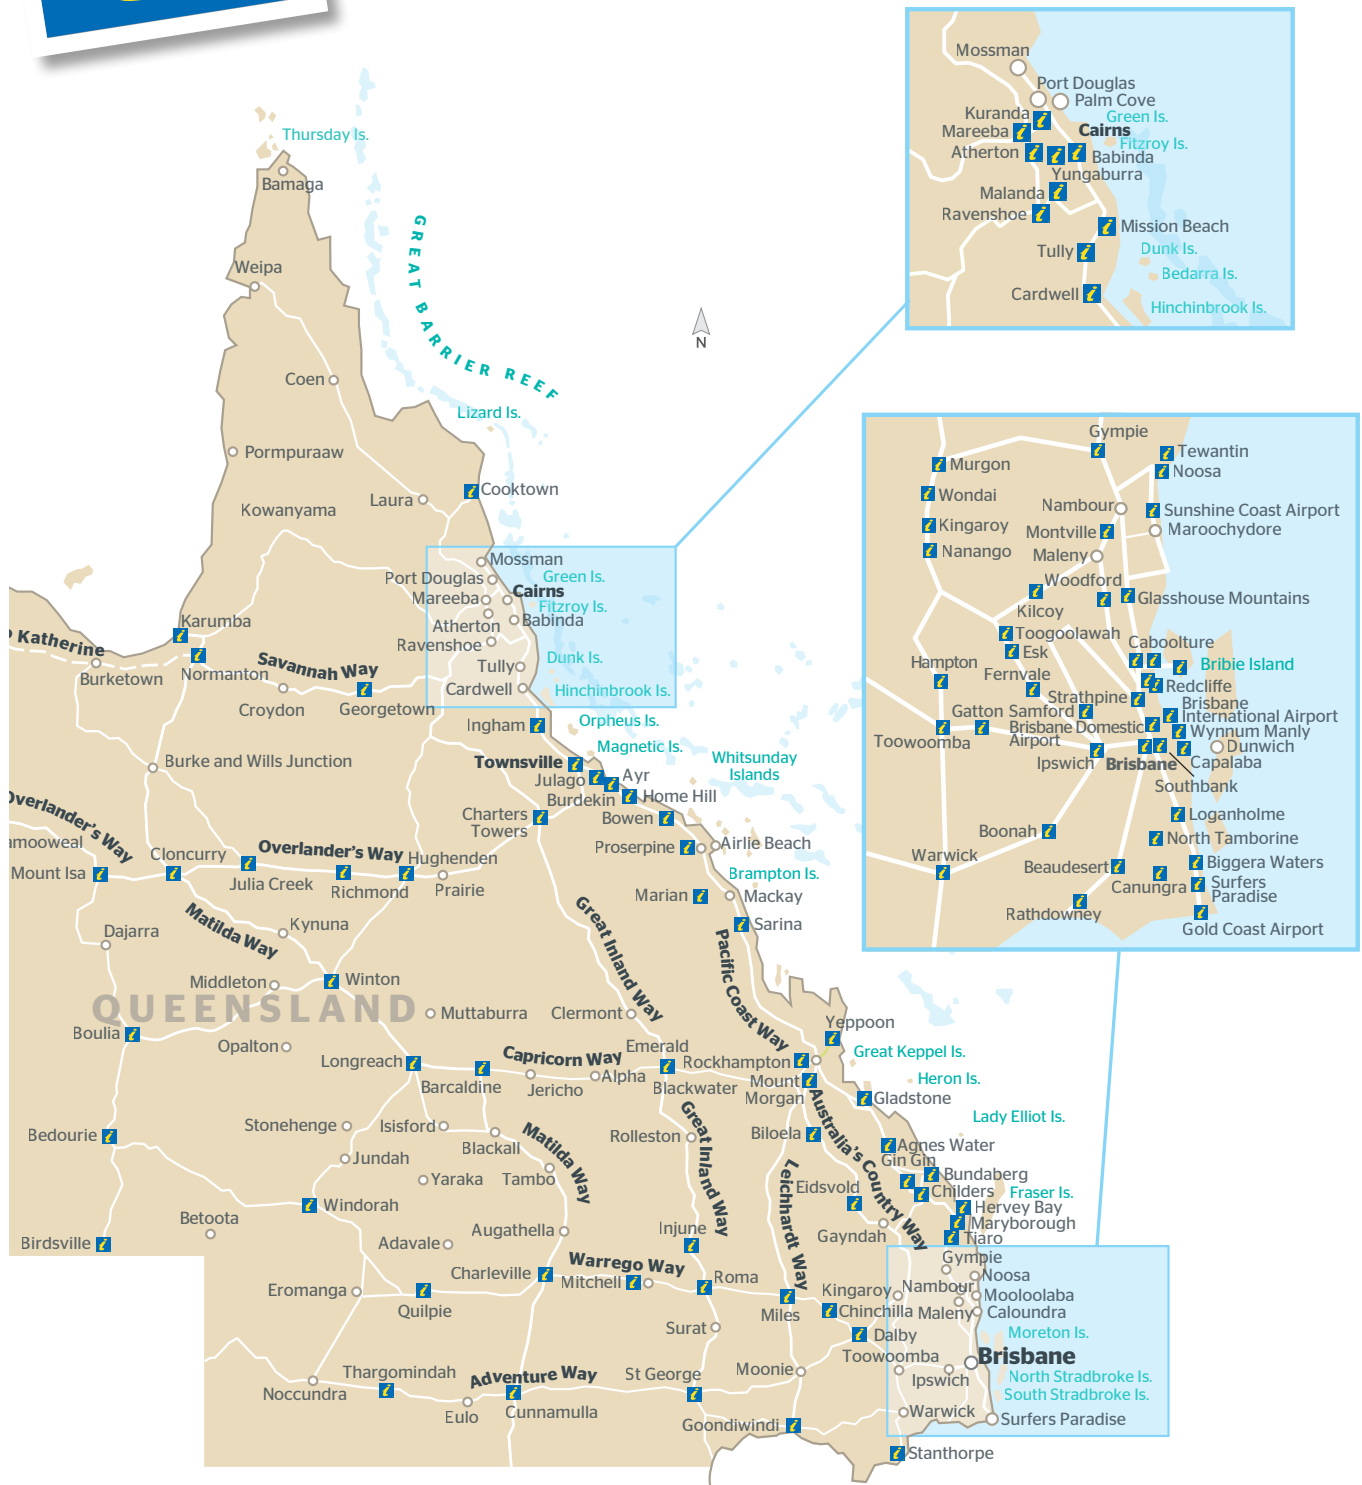 Thursday Is.
Bamaga
Weipa
GREAT BARRIER REEF
N
Coen
Lizard Is.
Pormpuraaw
Laura
Cooktown
Kowanyama
Mossman
Port Douglas
Green Is.
Cairns
Mareeba
Fitzroy Is.
Babinda
Atherton
Ravenshoe
Dunk Is.
Tully
Cardwell
Hinchinbrook Is.
Karumba
Katherine
Burketown
Normanton
Savannah Way
Croydon
Georgetown
Ingham
Orpheus Is.
Magnetic Is.
Whitsunday
Islands
Burke and Wills Junction
Townsville
Julago
Ayr
Burdekin
Home Hill
Charters
Towers
Bowen
Overlander's Way
amooweal
Proserpine
Airlie Beach
Cloncurry
Overlander's Way
Hughenden
Mount Isa
Julia Creek
Richmond
Prairie
Brampton Is.
Marian
Mackay
Matilda Way
Kynuna
Great Inland Way
Sarina
Dajarra
Pacific Coast Way
Middleton
Winton
QUEENSLAND
Muttaburra
Clermont
Yeppoon
Boulia
Opalton
Longreach
Capricorn Way
Emerald
Rockhampton
Great Keppel Is.
Barcaldine
Jericho
Alpha
Blackwater
Mount
Morgan
Heron Is.
Gladstone
Lady Elliot Is.
Stonehenge
Isisford
Bedourie
Blackall
Matilda Way
Rolleston
Great Inland Way
Biloela
Australia's Country Way
Agnes Water
Gin Gin
Jundah
Yaraka
Tambo
Leichhardt Way
Bundaberg
Eidsvold
Childers
Fraser Is.
Windorah
Hervey Bay
Betoota
Maryborough
Birdsville
Adavale
Augathella
Injune
Gayndah
Tiaro
Gympie
Charleville
Warrego Way
Mitchell
Roma
Noosa
Eromanga
Quilpie
Miles
Kingaroy
Nambour
Mooloolaba
Chinchilla
Maleny
Caloundra
Surat
Dalby
Moreton Is.
Toowoomba
Brisbane
Thargomindah
Adventure Way
St George
Moonie
Ipswich
North Stradbroke Is.
Noccundra
South Stradbroke Is.
Eulo
Cunnamulla
Goondiwindi
Warwick
Surfers Paradise
Stanthorpe
Mossman
Port Douglas
Palm Cove
Kuranda
Green Is.
Mareeba
Cairns
Fitzroy Is.
Atherton
Babinda
Yungaburra
Malanda
Ravenshoe
Mission Beach
Tully
Dunk Is.
Bedarra Is.
Cardwell
Hinchinbrook Is.
Gympie
Tewantin
Murgon
Noosa
Wondai
Nambour
Sunshine Coast Airport
Kingaroy
Montville
Maroochydore
Nanango
Maleny
Woodford
Kilcoy
Glasshouse Mountains
Toogoolawah
Caboolture
Esk
Hampton
Fernvale
Bribie Island
Redcliffe
Strathpine
Brisbane
International Airport
Gatton
Samford
Brisbane Domestic
Airport
Wynnum Manly
Toowoomba
Dunwich
Ipswich
Brisbane
Capalaba
Southbank
Loganholme
Boonah
North Tamborine
Warwick
Beaudesert
Biggera Waters
Canungra
Surfers
Paradise
Rathdowney
Gold Coast Airport